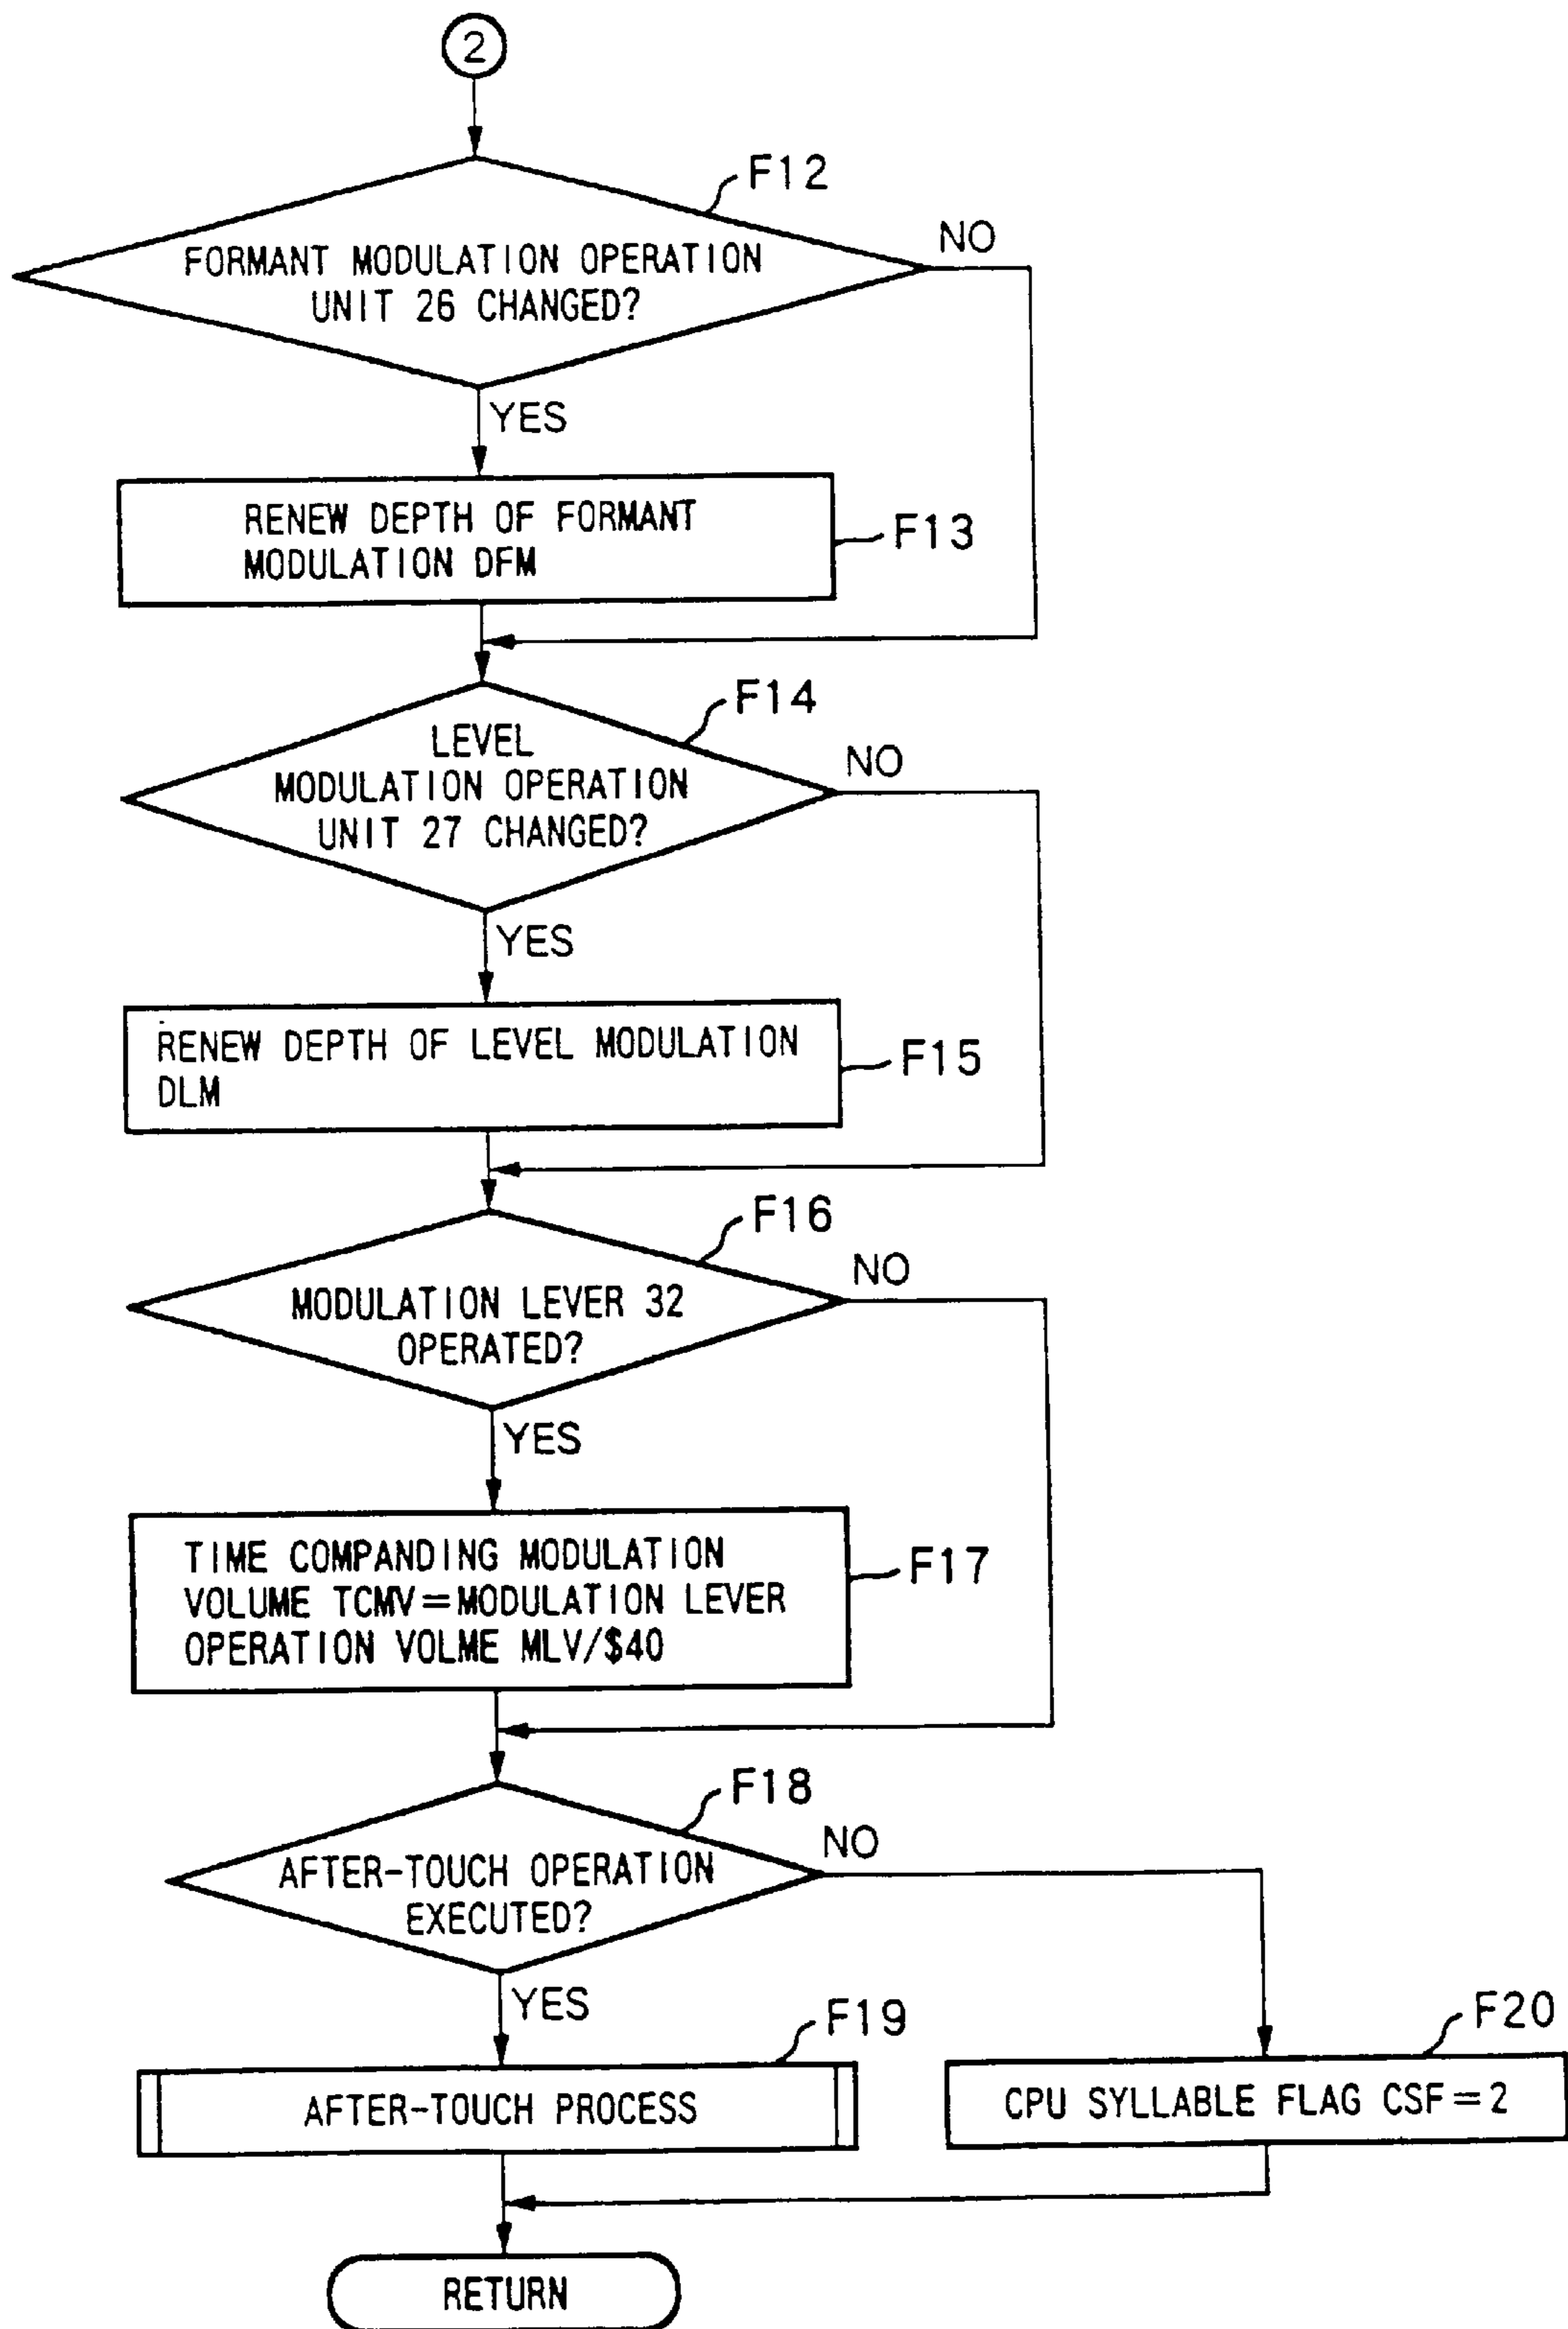 2
F12
FORMANT MODULATION OPERATION
UNIT 26 CHANGED?
NO
YES
RENEW DEPTH OF FORMANT
MODULATION DFM
F13
F14
LEVEL
MODULATION OPERATION
UNIT 27 CHANGED?
NO
YES
RENEW DEPTH OF LEVEL MODULATION
DLM
F15
F16
MODULATION LEVER 32
OPERATED?
NO
YES
TIME COMPANDING MODULATION
VOLUME TCMV=MODULATION LEVER
OPERATION VOLME MLV/$40
F17
F18
AFTER-TOUCH OPERATION
EXECUTED?
NO
YES
F19
AFTER-TOUCH PROCESS
F20
CPU SYLLABLE FLAG CSF=2
RETURN